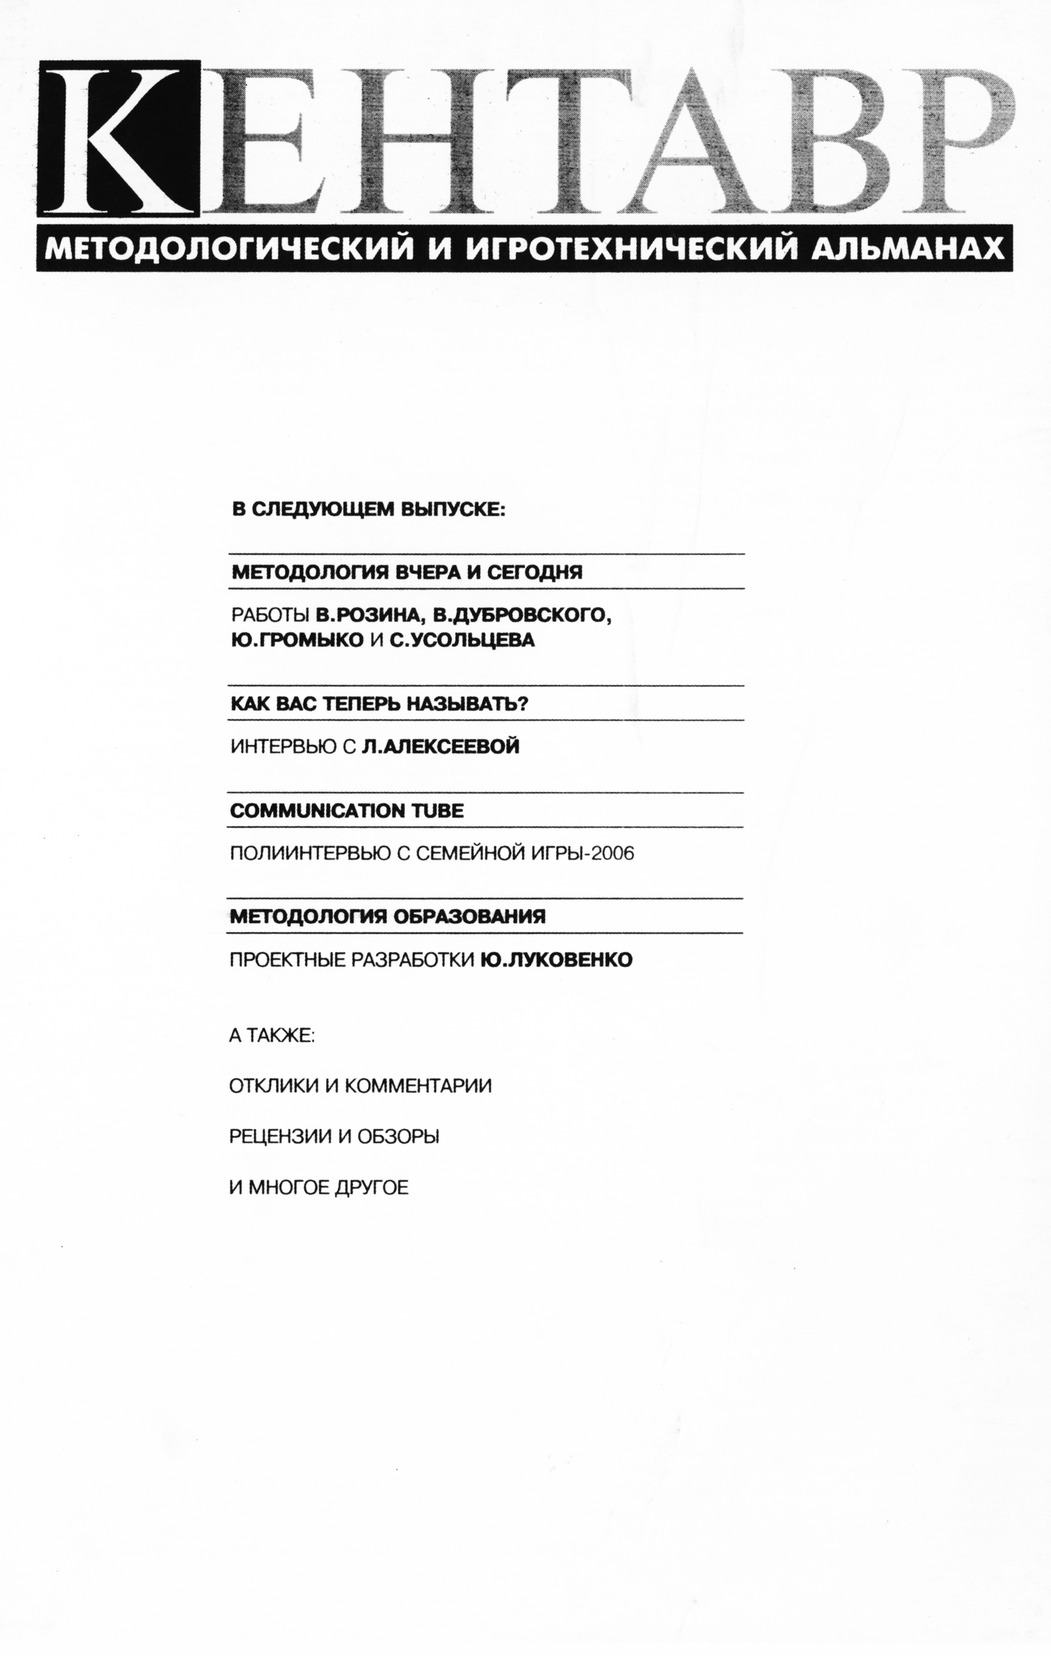 КЕНТАВР
МЕТОДОЛОГИЧЕСКИЙ И ИГРОТЕХНИЧЕСКИЙ АЛЬМАНАХ
В СЛЕДУЮЩЕМ ВЫПУСКЕ:
МЕТОДОЛОГИЯ ВЧЕРА И СЕГОДНЯ
РАБОТЫ В.РОЗИНА, В.ДУБРОВСКОГО,
Ю.ГРОМЫКО И С.УСОЛЬЦЕВА
КАК ВАС ТЕПЕРЬ НАЗЫВАТЬ?
ИНТЕРВЬЮ С Л.АЛЕКСЕЕВОЙ
COMMUNICATION TUBE
ПОЛИИНТЕРВЬЮ С СЕМЕЙНОЙ ИГРЫ-2006
МЕТОДОЛОГИЯ ОБРАЗОВАНИЯ
ПРОЕКТНЫЕ РАЗРАБОТКИ Ю.ЛУКОВЕНКО
А ТАКЖЕ:
ОТКЛИКИ И КОММЕНТАРИИ
РЕЦЕНЗИИ И ОБЗОРЫ
И МНОГОЕ ДРУГОЕ